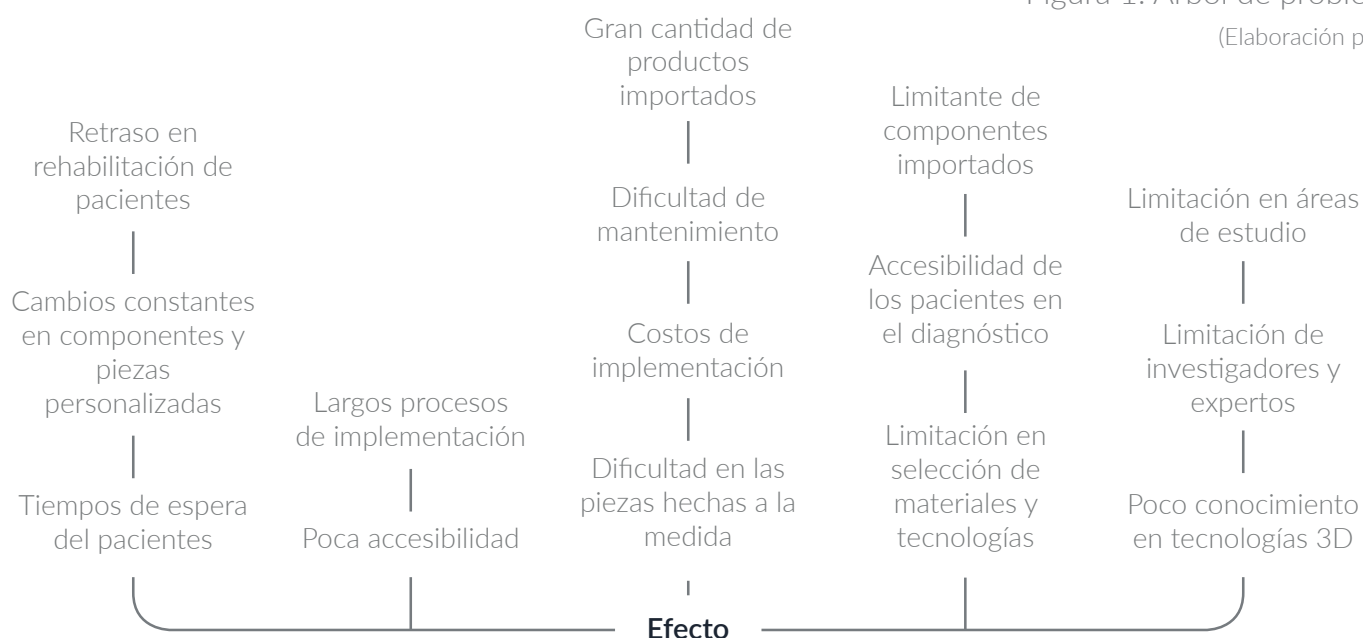 Figura 1. Árbol de proble
(Elaboración p
Retraso en
rehabilitación de
pacientes
Cambios constantes
en componentes y
piezas
personalizadas
Tiempos de espera
del pacientes
Largos procesos
de implementación
Poca accesibilidad
Gran cantidad de
productos
importados
Dificultad de
mantenimiento
Costos de
implementación
Dificultad en las
piezas hechas a la
medida
Limitante de
componentes
importados
Accesibilidad de
los pacientes en
el diagnóstico
Limitación en
selección de
materiales y
tecnologías
Limitación en áreas
de estudio
Limitación de
investigadores y
expertos
Poco conocimiento
en tecnologías 3D
Efecto